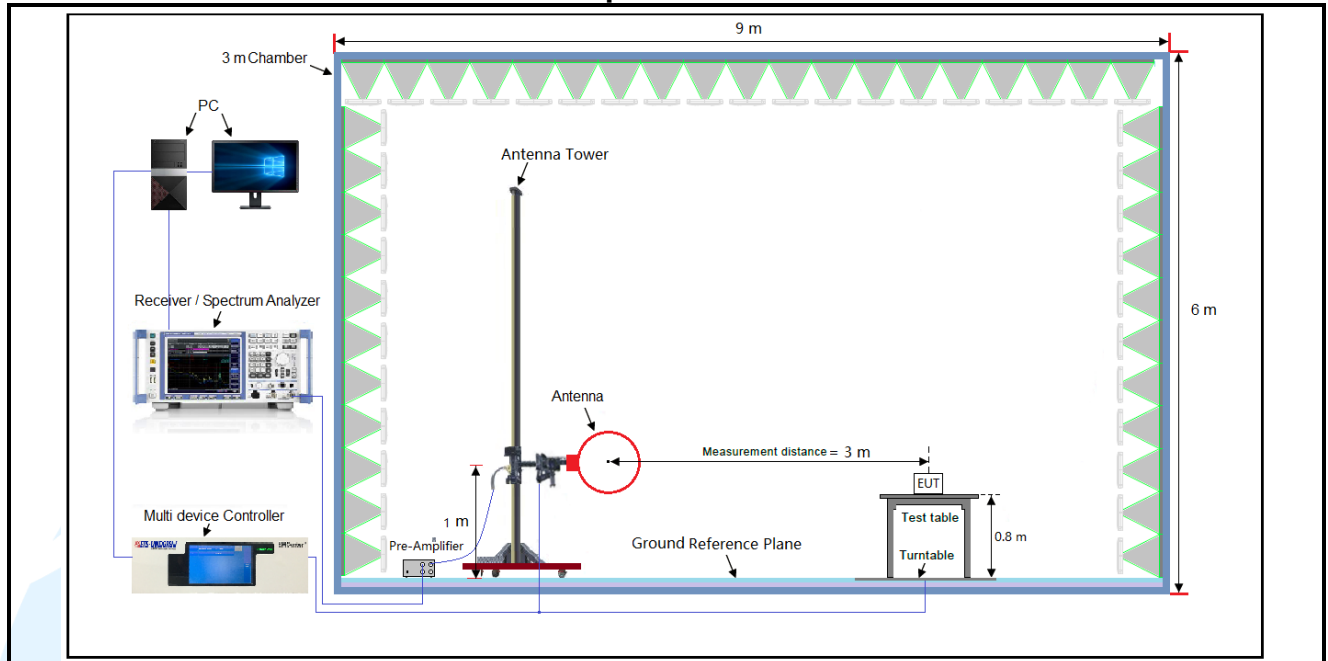 9 m
3 m Chamber
PC
Antenna Tower
Receiver / Spectrum Analyzer
6 m
Antenna
Measurement distance = 3 m
EUT
Multi device Controller
1 m
Test table
0.8 m
Pre-Amplifier
Ground Reference Plane
Turntable